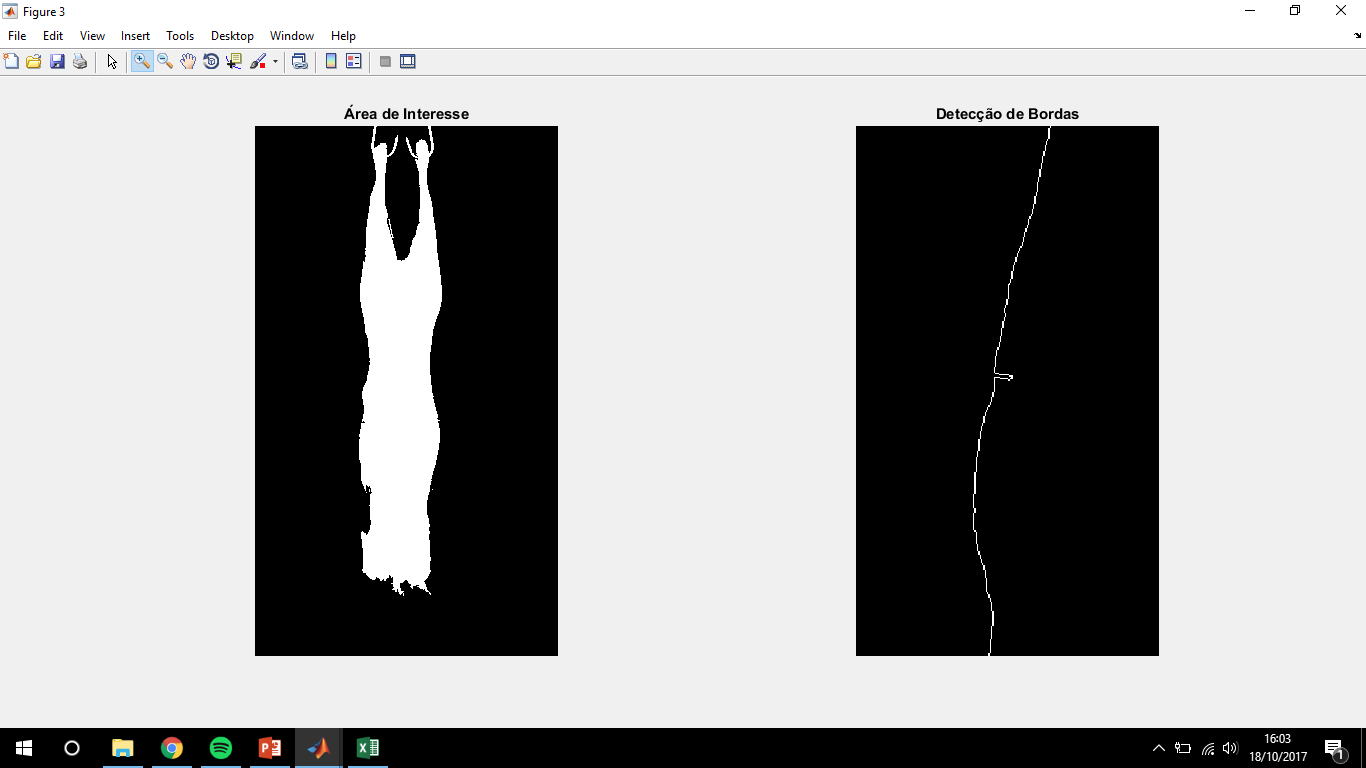 Figure 3
File Edit View Insert Tools Desktop Window Help
Área de Interesse
Detecção de Bordas
16:03
18/10/2017
1